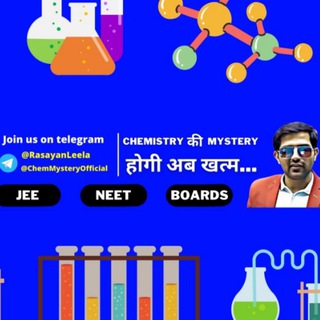 Join us on telegram
@RasayanLeela
@ChemMysteryOfficial
CHEMISTRY की MYSTERY
होगी अब खत्म...
JEE
NEET
BOARDS